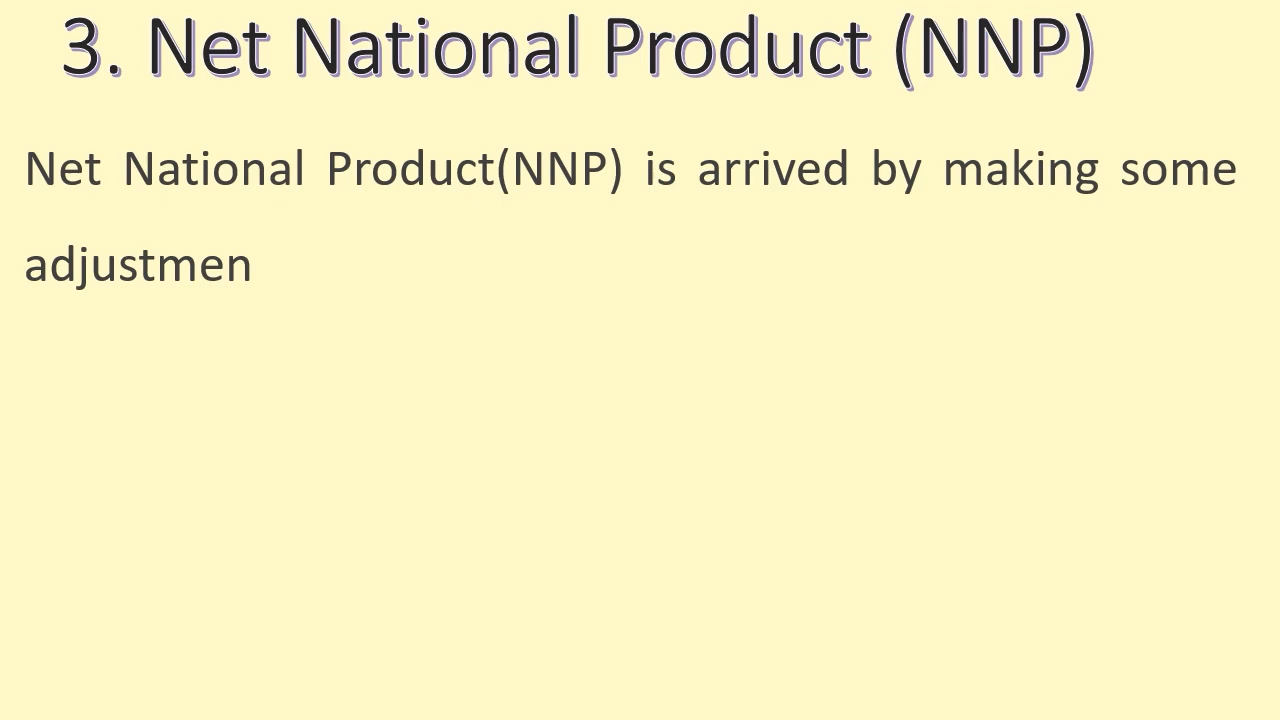 3. Net National Product (NNP)
Net National Product(NNP) is arrived by making some
adjustmen